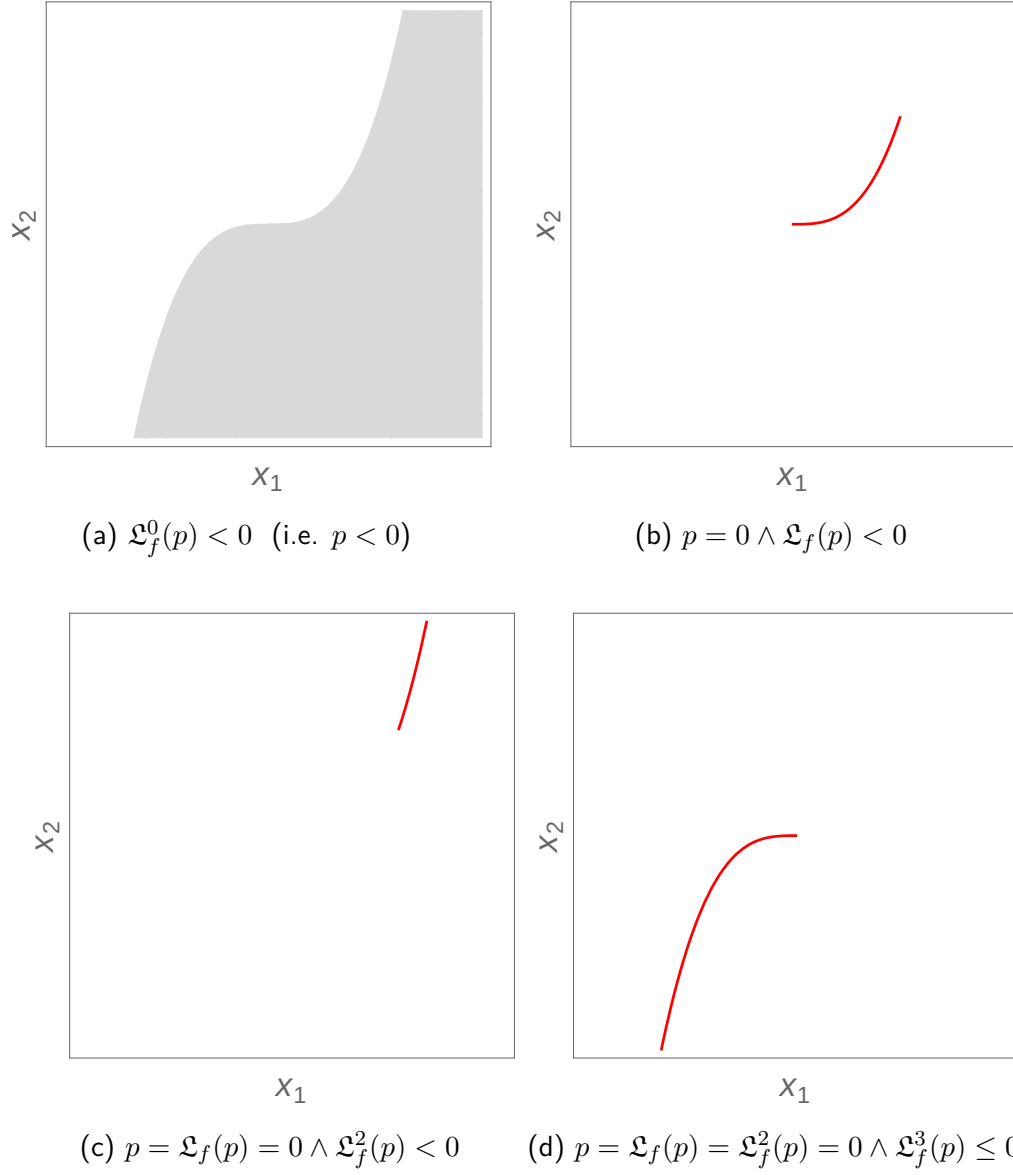 x₂
x₂
x₁
x₁
(a) 𝔏⁰_f(p) < 0 (i.e. p < 0)
(b) p = 0 ∧ 𝔏_f(p) < 0
x₂
x₂
x₁
x₁
(c) p = 𝔏_f(p) = 0 ∧ 𝔏²_f(p) < 0
(d) p = 𝔏_f(p) = 𝔏²_f(p) = 0 ∧ 𝔏³_f(p) ≤ 0